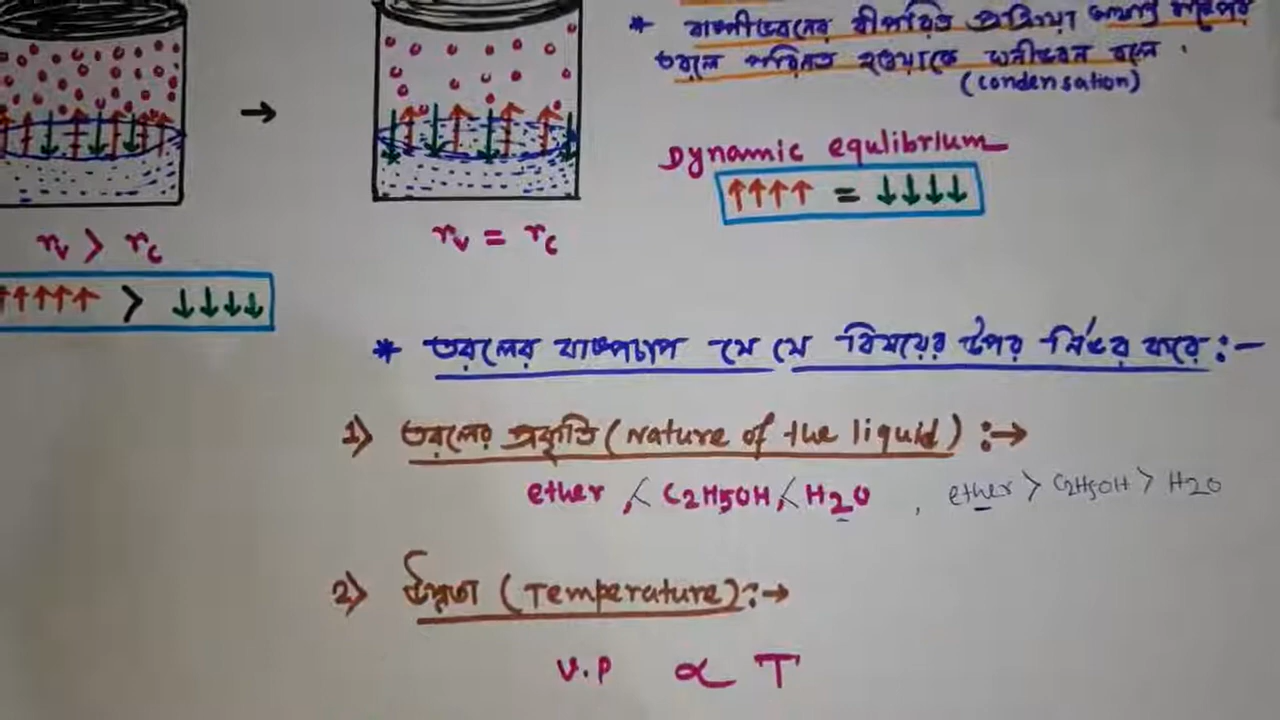 * বাষ্পীভবনের বীপরিত প্রক্রিয়া অর্থাৎ বাষ্পের
তরলে পরিনত হওয়াকে ঘনীভবন বলে .
(condensation)
→
Dynamic equlibrium
↑↑↑↑ = ↓↓↓↓
rv > rc
rv = rc
↑↑↑↑↑ > ↓↓↓↓
* তরলের বাষ্পচাপ যে যে বিষয়ের উপর নির্ভর করে :-
1) তরলের প্রকৃতি (Nature of the liquid) :→
ether , < C2H5OH, < H2O , ether > C2H5OH > H2O
2) উষ্ণতা (Temperature) :→
V.P ∝ T